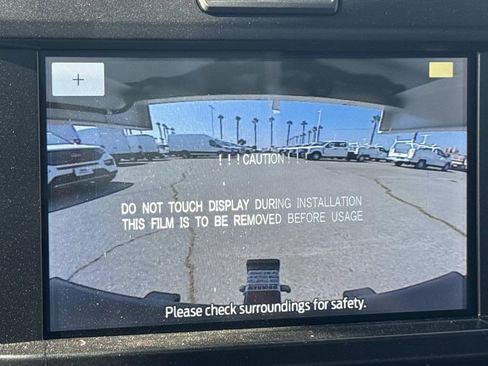 +
! ! ! CAUTION ! ! !
DO NOT TOUCH DISPLAY DURING INSTALLATION
THIS FILM IS TO BE REMOVED BEFORE USAGE
Please check surroundings for safety.